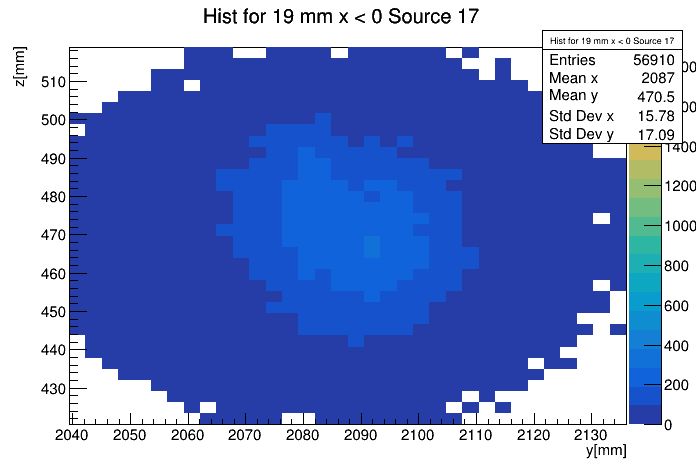 Hist for 19 mm x < 0 Source 17
z[mm]
Hist for 19 mm x < 0 Source 17
Entries 56910
Mean x 2087
Mean y 470.5
Std Dev x 15.78
Std Dev y 17.09
510
500
490
480
470
460
450
440
430
1400
1200
1000
800
600
400
200
0
2040 2050 2060 2070 2080 2090 2100 2110 2120 2130
y[mm]